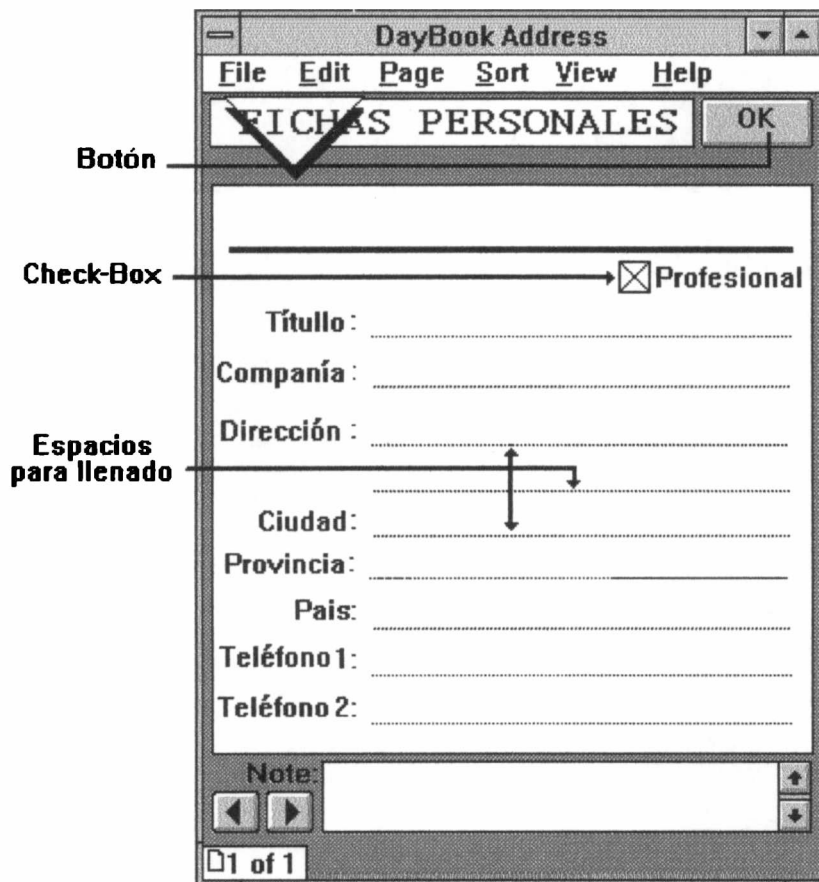 DayBook Address
File Edit Page Sort View Help
FICHAS PERSONALES OK
Botón
Check-Box
Profesional
Títullo :
Companía :
Dirección :
Espacios
para llenado
Ciudad:
Provincia:
Pais:
Teléfono 1:
Teléfono 2:
Note:
1 of 1